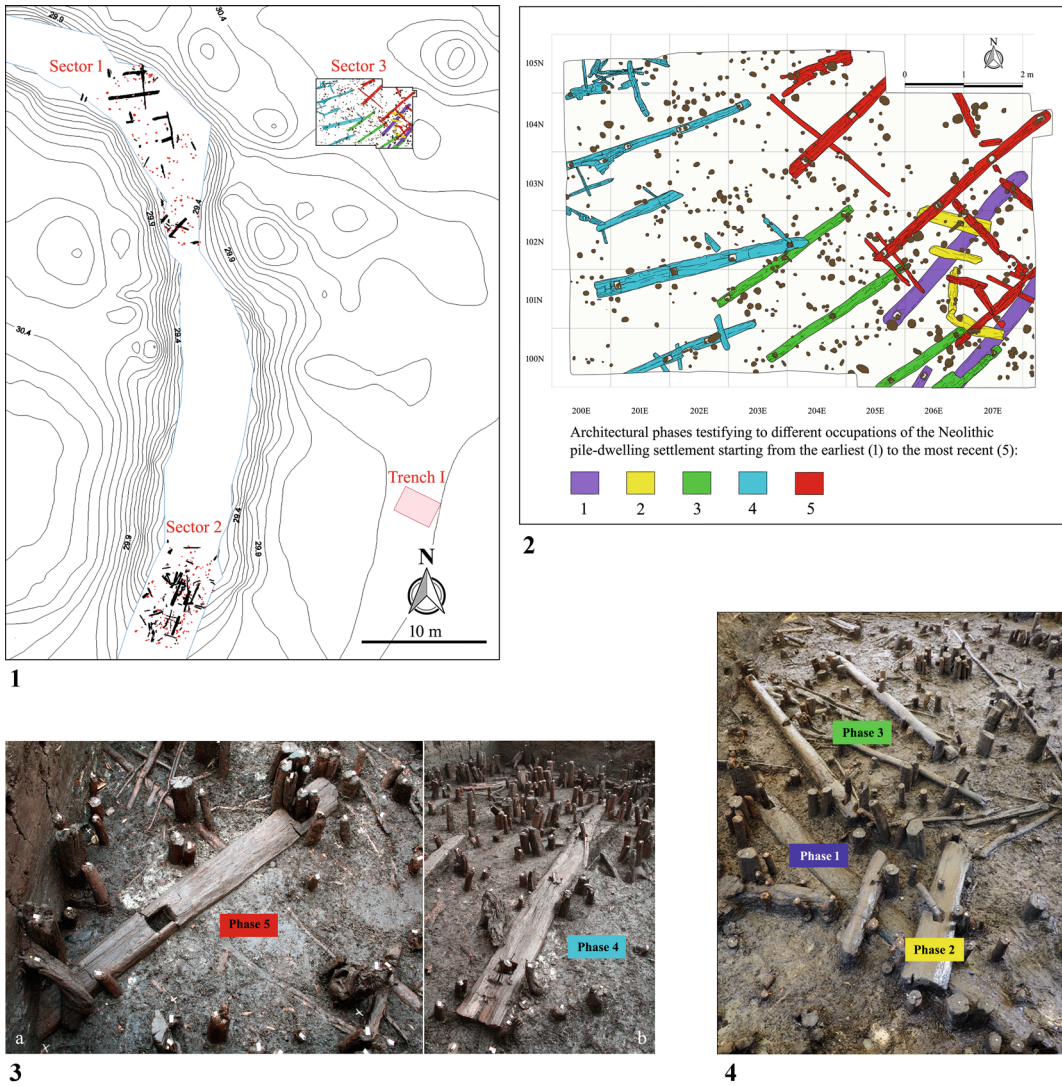 29.9
30.4
Sector 1
Sector 3
29.9
29.4
29.9
30.4
29.4
29.4
29.9
Trench I
Sector 2
N
10 m
1
N
0 1 2 m
105N
104N
103N
102N
101N
100N
200E 201E 202E 203E 204E 205E 206E 207E
Architectural phases testifying to different occupations of the Neolithic
pile-dwelling settlement starting from the earliest (1) to the most recent (5):
1 2 3 4 5
2
Phase 5
a
Phase 4
b
3
Phase 3
Phase 1
Phase 2
4